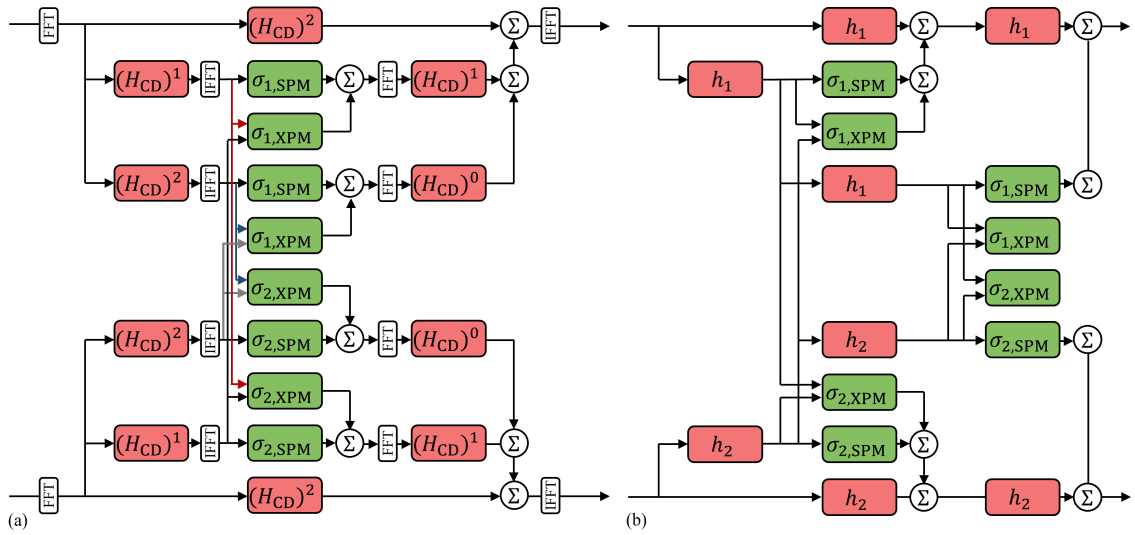 FFT (H_CD)^2 Σ IFFT
(H_CD)^1 IFFT σ_1,SPM Σ FFT (H_CD)^1 Σ
σ_1,XPM
(H_CD)^2 IFFT σ_1,SPM Σ FFT (H_CD)^0
σ_1,XPM
σ_2,XPM
(H_CD)^2 IFFT σ_2,SPM Σ FFT (H_CD)^0
σ_2,XPM
(H_CD)^1 IFFT σ_2,SPM Σ FFT (H_CD)^1 Σ
FFT (H_CD)^2 Σ IFFT
(a)
h_1 Σ h_1 Σ
h_1 σ_1,SPM Σ
σ_1,XPM
h_1 σ_1,SPM Σ
σ_1,XPM
σ_2,XPM
h_2 σ_2,SPM Σ
σ_2,XPM
h_2 σ_2,SPM Σ
h_2 Σ h_2 Σ
(b)